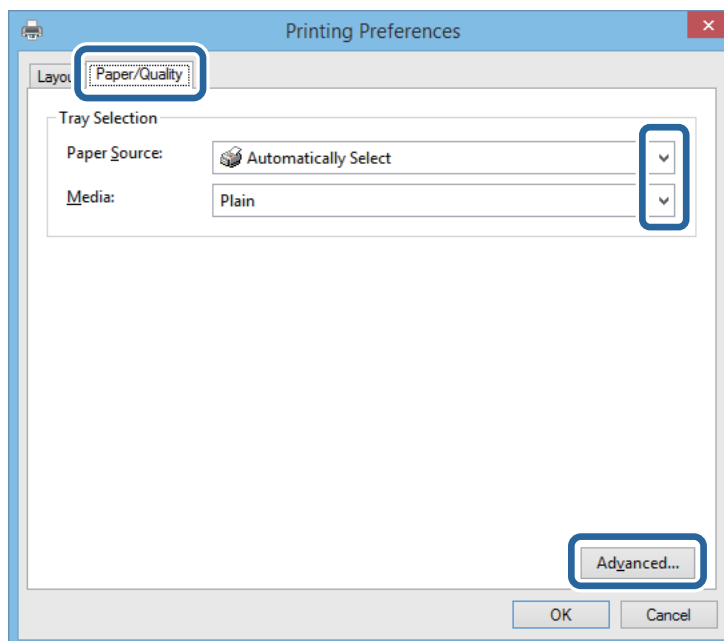 Printing Preferences
Layou
Paper/Quality
Tray Selection
Paper Source:
Automatically Select
Media:
Plain
Advanced...
OK
Cancel